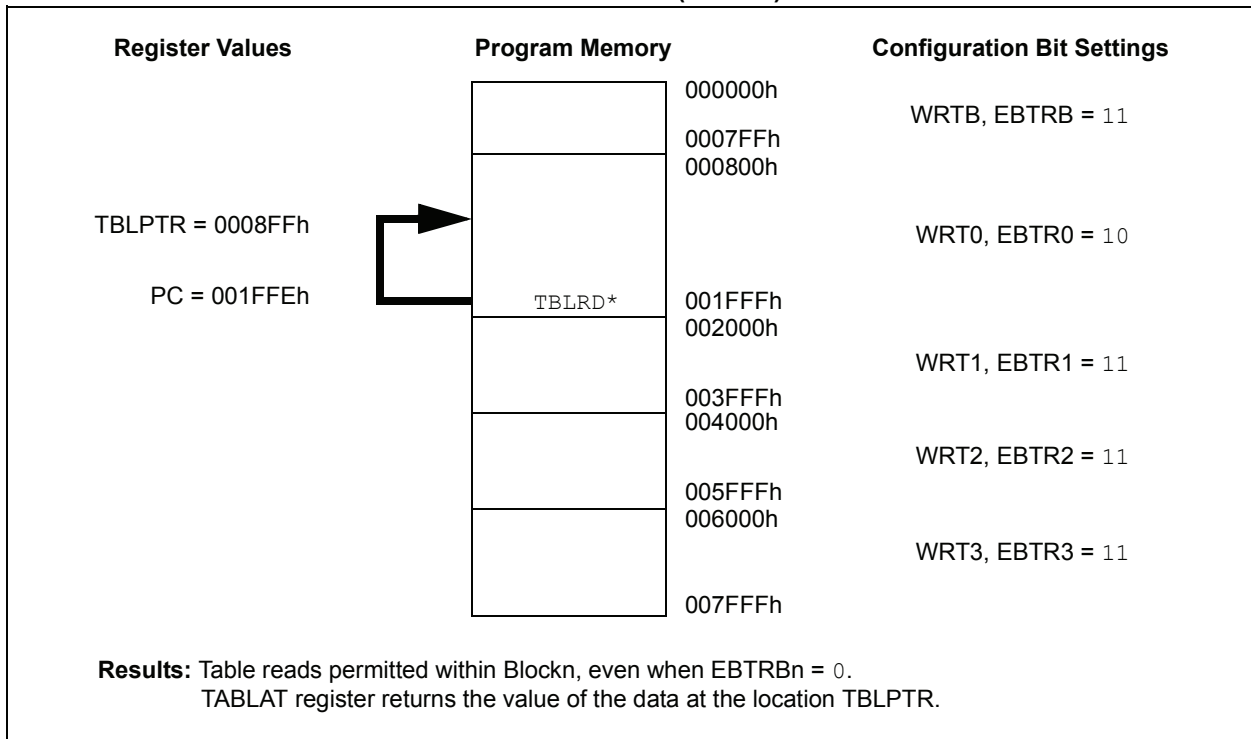 Register Values Program Memory Configuration Bit Settings
000000h
WRTB, EBTRB = 11
0007FFh
000800h
TBLPTR = 0008FFh
WRT0, EBTR0 = 10
PC = 001FFEh
TBLRD*
001FFFh
002000h
WRT1, EBTR1 = 11
003FFFh
004000h
WRT2, EBTR2 = 11
005FFFh
006000h
WRT3, EBTR3 = 11
007FFFh
Results: Table reads permitted within Blockn, even when EBTRBn = 0.
TABLAT register returns the value of the data at the location TBLPTR.